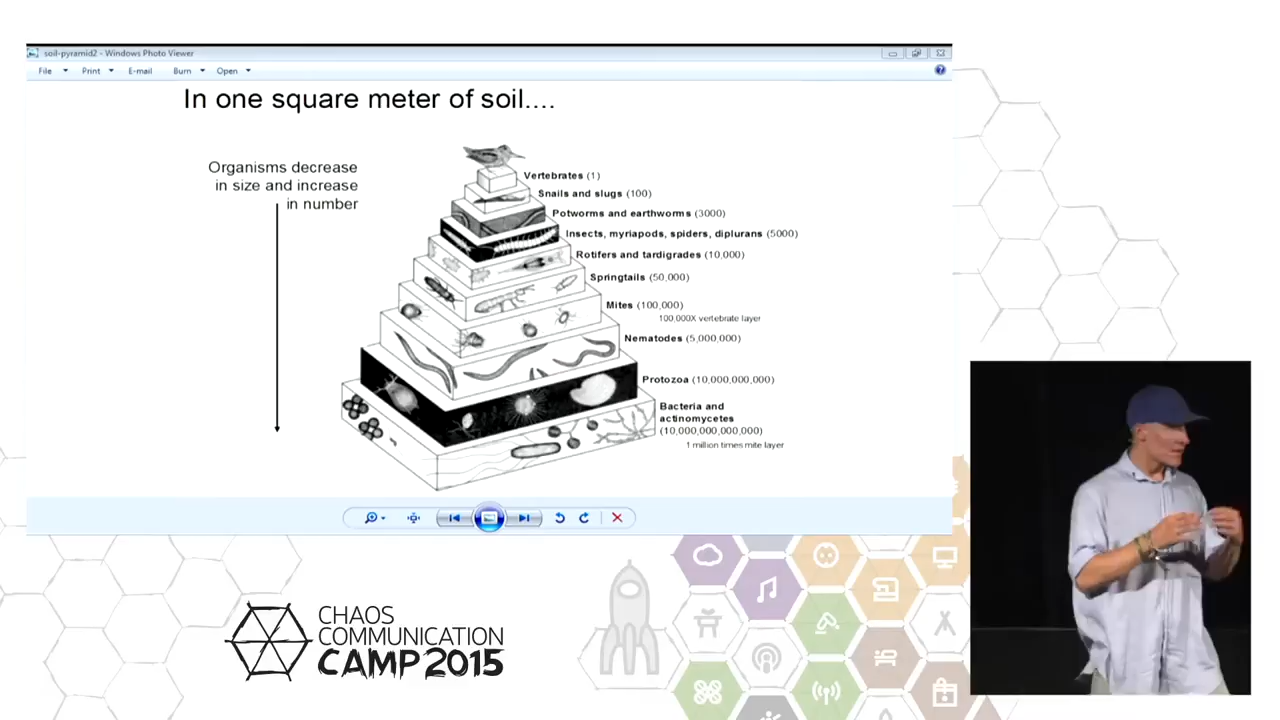 soil-pyramid2 - Windows Photo Viewer
File Print E-mail Burn Open
In one square meter of soil....
Organisms decrease
in size and increase
in number
Vertebrates (1)
Snails and slugs (100)
Potworms and earthworms (3000)
Insects, myriapods, spiders, diplurans (5000)
Rotifers and tardigrades (10,000)
Springtails (50,000)
Mites (100,000)
100,000X vertebrate layer
Nematodes (5,000,000)
Protozoa (10,000,000,000)
Bacteria and
actinomycetes
(10,000,000,000,000)
1 million times mite layer
CHAOS
COMMUNICATION
CAMP 2015